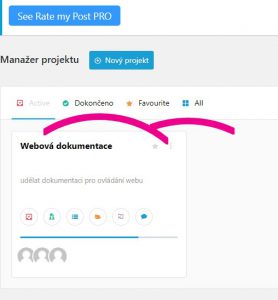 See Rate my Post PRO
Manažer projektu Nový projekt
Active Dokončeno Favourite All
Webová dokumentace
udělat dokumentaci pro ovládání webu